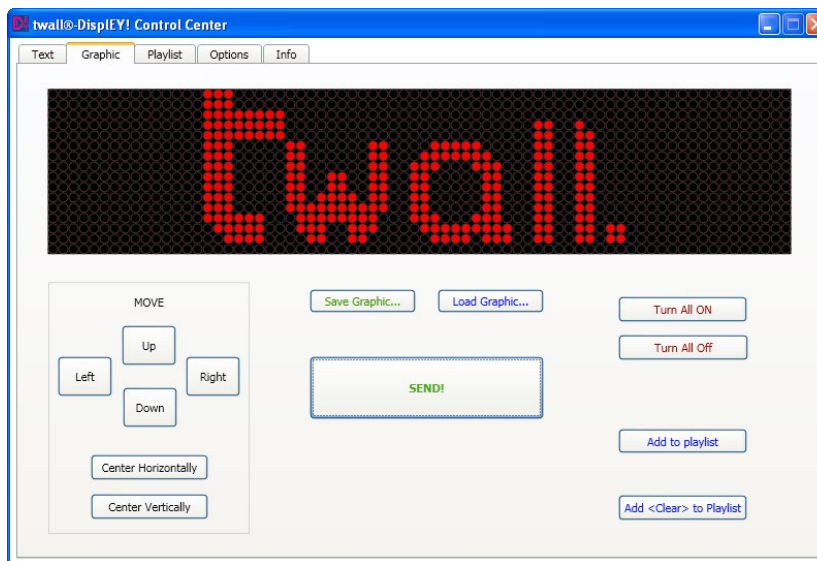 twall®-DisplEY! Control Center
Text Graphic Playlist Options Info
twall.
MOVE
Up
Left Right
Down
Center Horizontally
Center Vertically
Save Graphic... Load Graphic...
SEND!
Turn All ON
Turn All Off
Add to playlist
Add <Clear> to Playlist